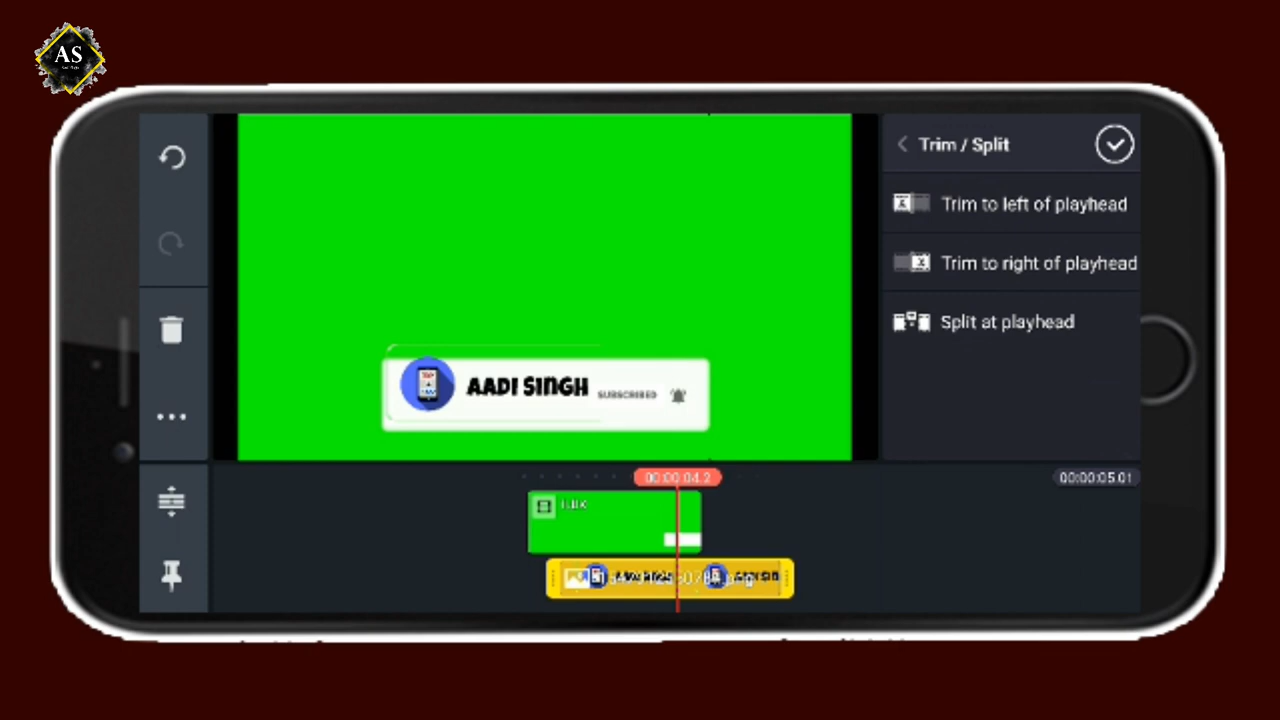 AS
Trim / Split
Trim to left of playhead
Trim to right of playhead
Split at playhead
AADI SINGH
SUBSCRIBED
00:00:04.2
00:00:05.01